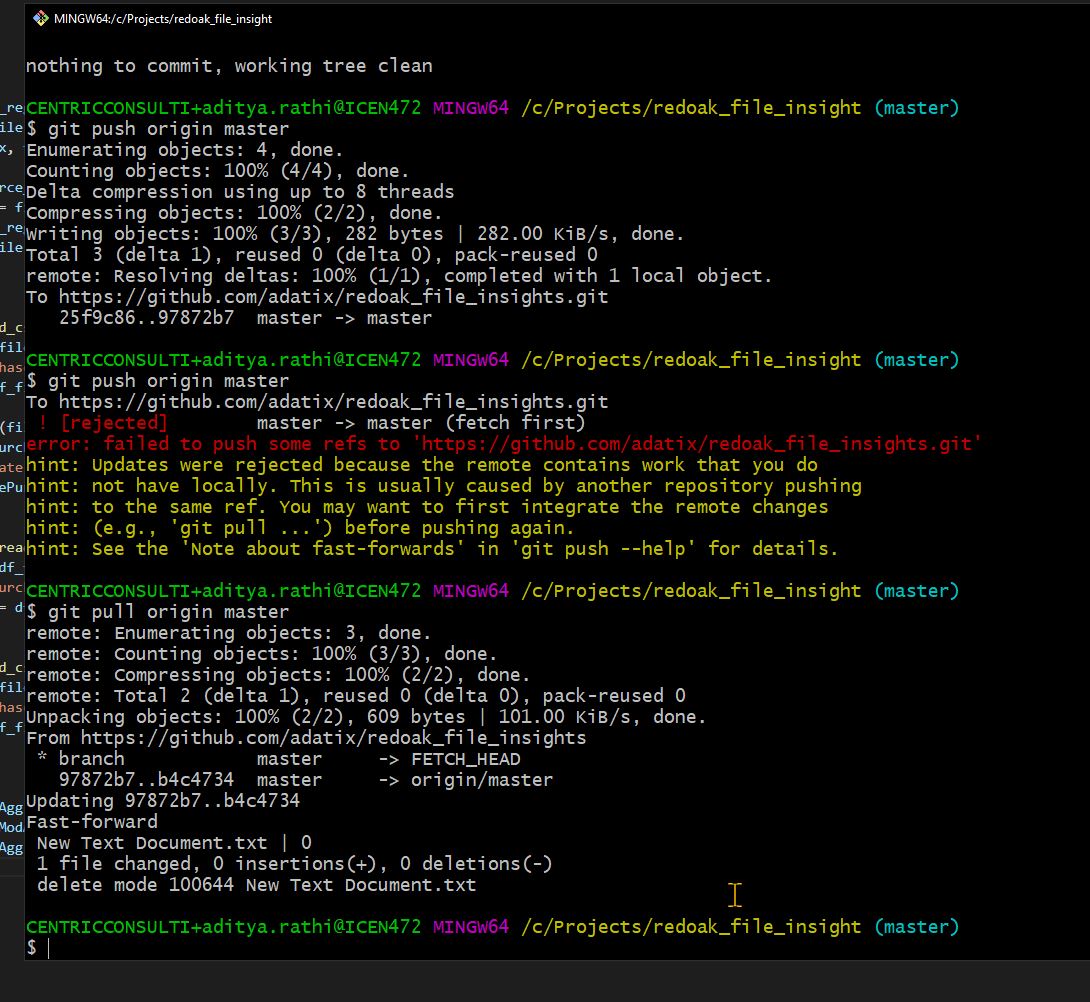 MINGW64:/c/Projects/redoak_file_insight
nothing to commit, working tree clean
CENTRICCONSULTI+aditya.rathi@ICEN472 MINGW64 /c/Projects/redoak_file_insight (master)
$ git push origin master
Enumerating objects: 4, done.
Counting objects: 100% (4/4), done.
Delta compression using up to 8 threads
Compressing objects: 100% (2/2), done.
Writing objects: 100% (3/3), 282 bytes | 282.00 KiB/s, done.
Total 3 (delta 1), reused 0 (delta 0), pack-reused 0
remote: Resolving deltas: 100% (1/1), completed with 1 local object.
To https://github.com/adatix/redoak_file_insights.git
25f9c86..97872b7 master -> master
CENTRICCONSULTI+aditya.rathi@ICEN472 MINGW64 /c/Projects/redoak_file_insight (master)
$ git push origin master
To https://github.com/adatix/redoak_file_insights.git
! [rejected] master -> master (fetch first)
error: failed to push some refs to 'https://github.com/adatix/redoak_file_insights.git'
hint: Updates were rejected because the remote contains work that you do
hint: not have locally. This is usually caused by another repository pushing
hint: to the same ref. You may want to first integrate the remote changes
hint: (e.g., 'git pull ...') before pushing again.
hint: See the 'Note about fast-forwards' in 'git push --help' for details.
CENTRICCONSULTI+aditya.rathi@ICEN472 MINGW64 /c/Projects/redoak_file_insight (master)
$ git pull origin master
remote: Enumerating objects: 3, done.
remote: Counting objects: 100% (3/3), done.
remote: Compressing objects: 100% (2/2), done.
remote: Total 2 (delta 1), reused 0 (delta 0), pack-reused 0
Unpacking objects: 100% (2/2), 609 bytes | 101.00 KiB/s, done.
From https://github.com/adatix/redoak_file_insights
* branch master -> FETCH_HEAD
97872b7..b4c4734 master -> origin/master
Updating 97872b7..b4c4734
Fast-forward
New Text Document.txt | 0
1 file changed, 0 insertions(+), 0 deletions(-)
delete mode 100644 New Text Document.txt
CENTRICCONSULTI+aditya.rathi@ICEN472 MINGW64 /c/Projects/redoak_file_insight (master)
$